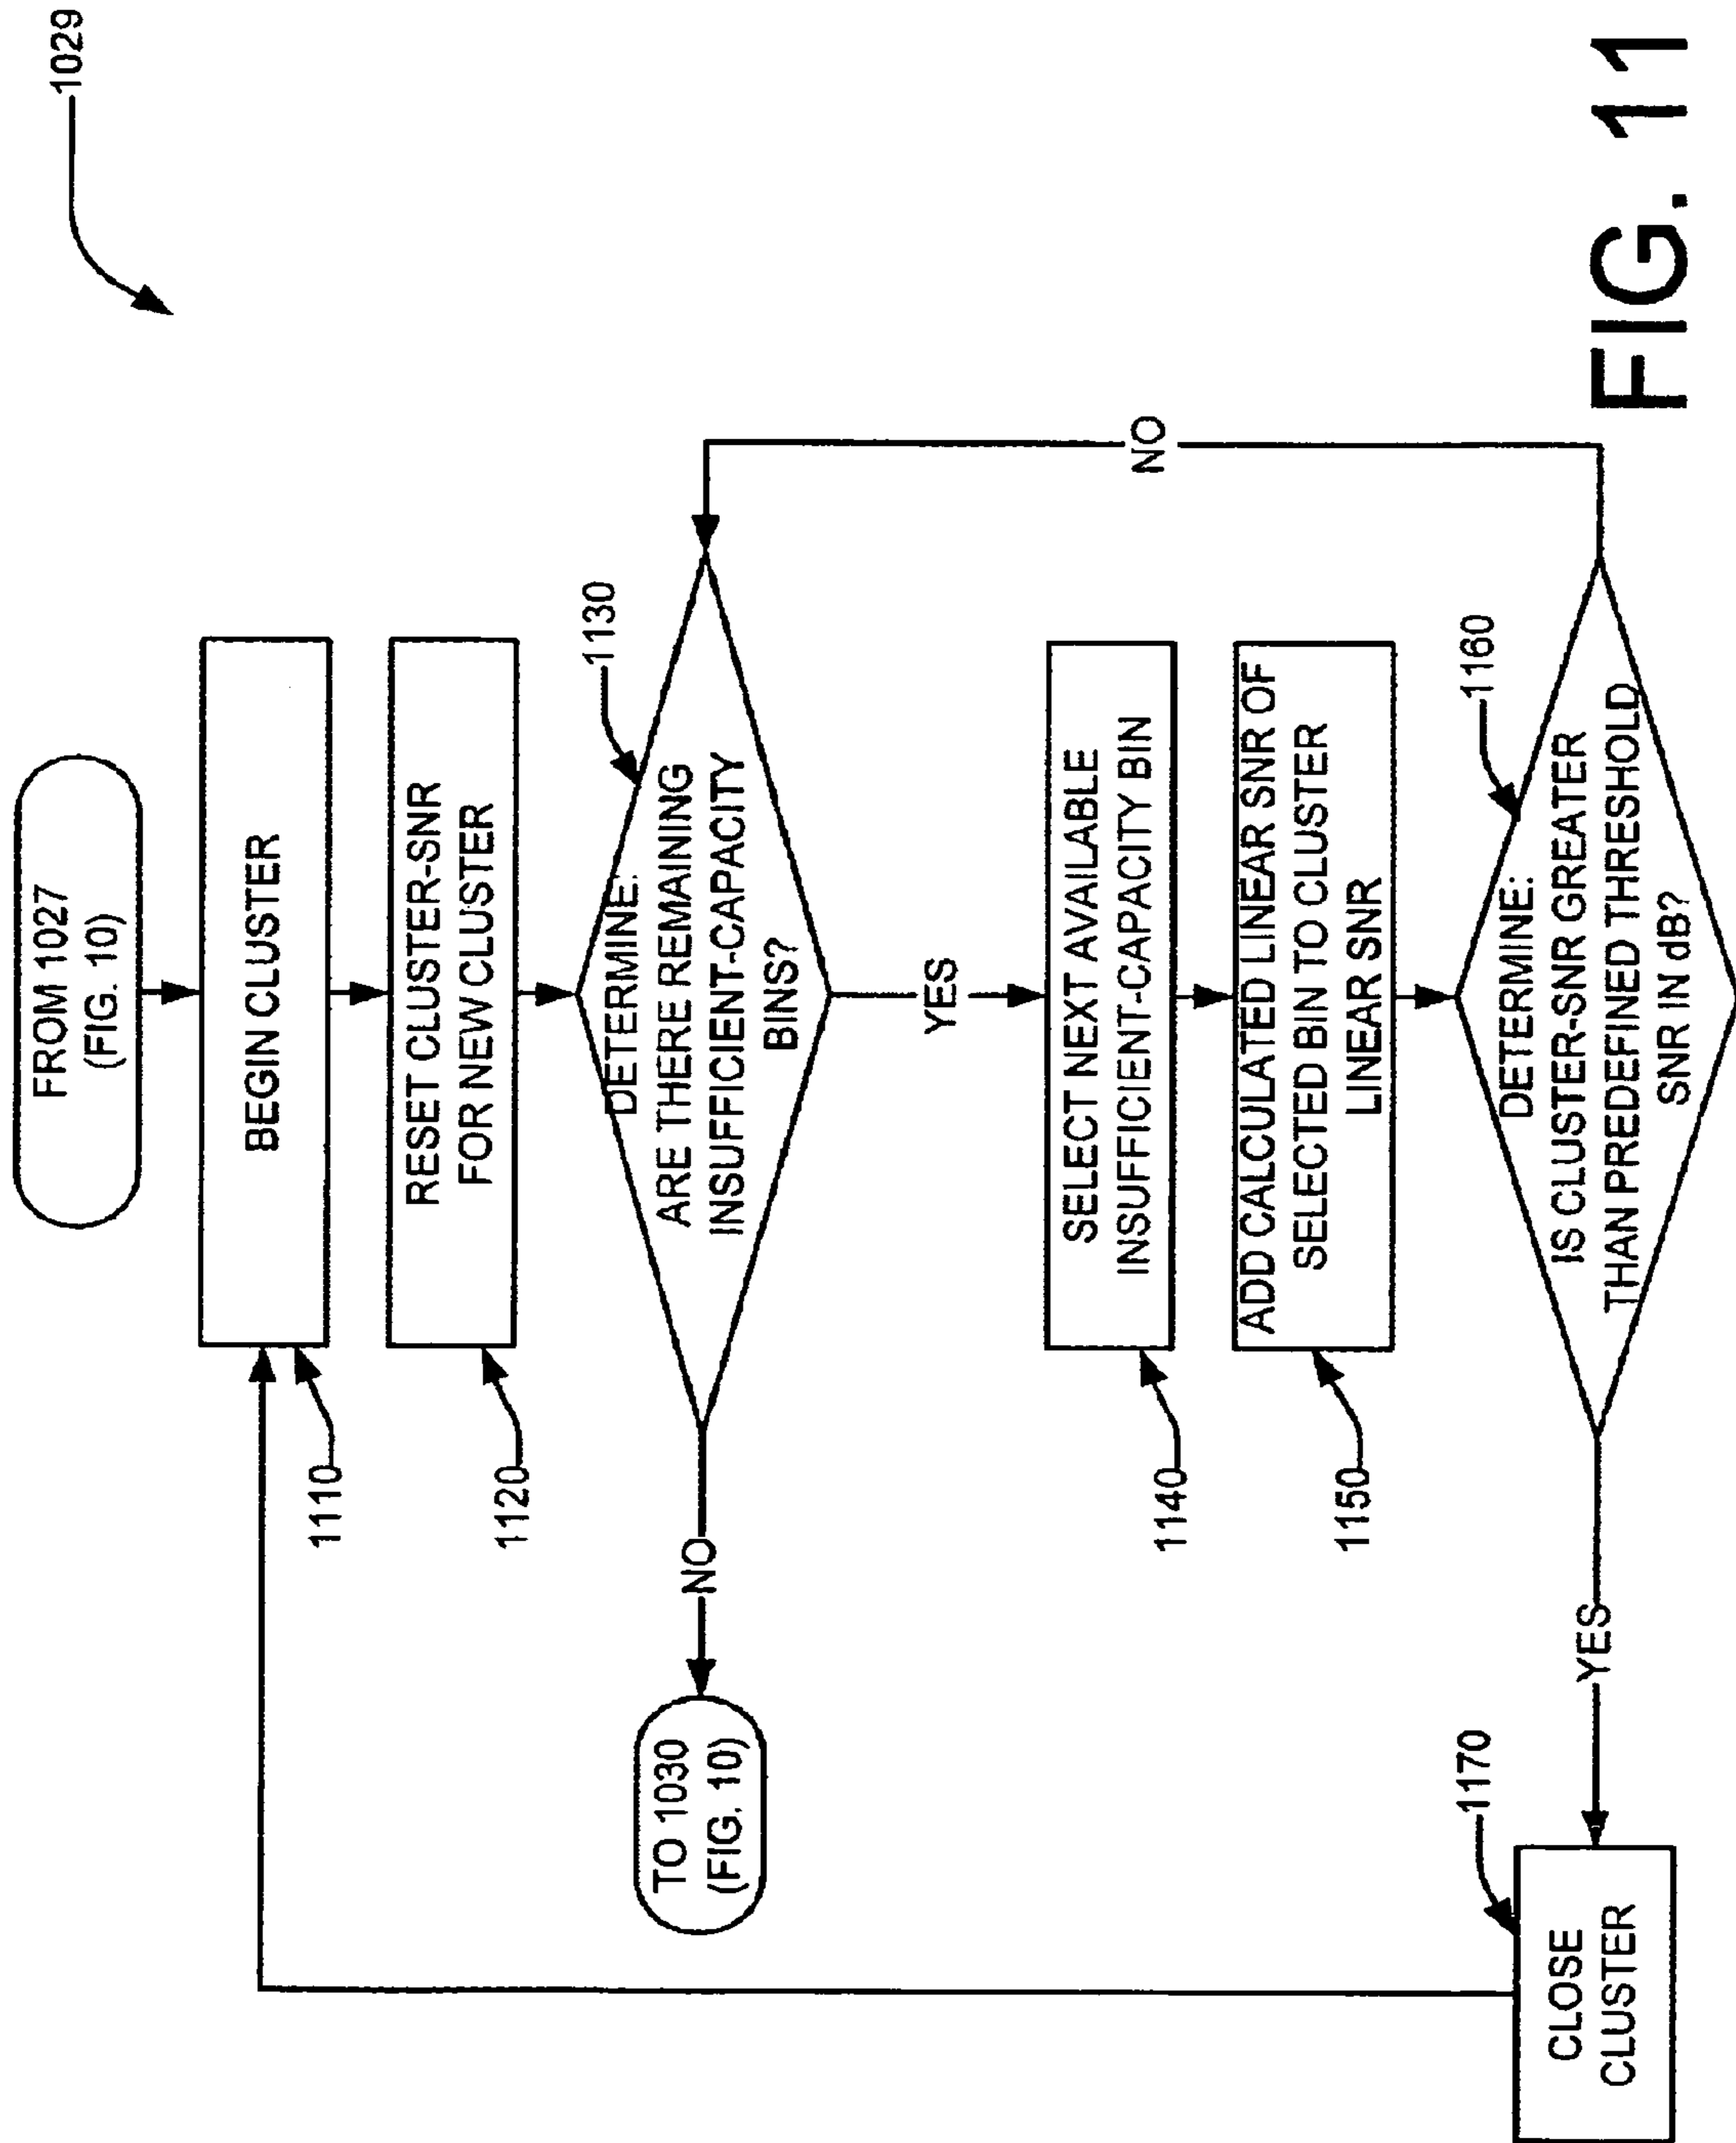 1029
FROM 1027
(FIG. 10)
BEGIN CLUSTER
1110
RESET CLUSTER-SNR
FOR NEW CLUSTER
1120
1130
DETERMINE:
ARE THERE REMAINING
INSUFFICIENT-CAPACITY
BINS?
NO
TO 1030
(FIG. 10)
YES
SELECT NEXT AVAILABLE
INSUFFICIENT-CAPACITY BIN
1140
ADD CALCULATED LINEAR SNR OF
SELECTED BIN TO CLUSTER
LINEAR SNR
1150
1160
DETERMINE:
IS CLUSTER-SNR GREATER
THAN PREDEFINED THRESHOLD
SNR IN dB?
NO
YES
1170
CLOSE
CLUSTER
FIG. 11